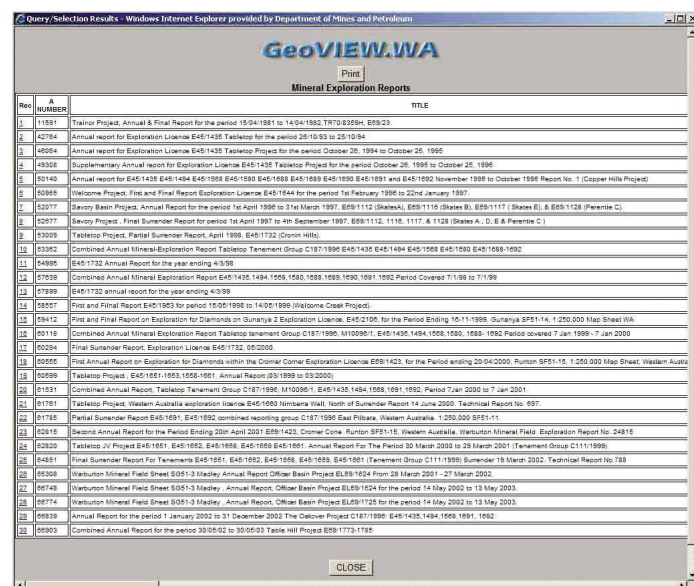 Query/Selection Results - Windows Internet Explorer provided by Department of Mines and Petroleum
GeoVIEW.WA
Print
Mineral Exploration Reports
Rec A NUMBER TITLE
1 11591 Trainor Project, Annual & Final Report for the period 15/04/1981 to 14/04/1982,TR70/8359H, E69/23.
2 42764 Annual report for Exploration Licence E45/1435 Tabletop for the period 26/10/93 to 25/10/94
3 46064 Annual report for Exploration Licence E45/1435 Tabletop Project for the period October 26, 1994 to October 25, 1995
4 49308 Supplementary Annual report for Exploration Licence E45/1435 Tabletop Project for the period October 26, 1995 to October 25, 1996
5 50140 Annual report for E45/1435 E45/1494 E45/1568 E45/1580 E45/1688 E45/1689 E45/1690 E45/1691 and E45/1692 November 1995 to October 1996 Report No. 1 (Copper Hills Project)
6 50966 Welcome Project, First and Final Report Exploration Licence E45/1644 for the period 1st February 1996 to 22nd January 1997.
7 52077 Savory Basin Project, Annual Report for the period 1st April 1996 to 31st March 1997, E69/1112 (SkatesA), E69/1116 (Skates B), E69/1117 ( Skates E), & E69/1128 (Perentie C).
8 52677 Savory Project , Final Surrender Report for period 1st April 1997 to 4th September 1997, E69/1112, 1116, 1117, & 1128 (Skates A , D, E & Perentie C )
9 53009 Tabletop Project, Partial Surrender Report, April 1998, E45/1732 (Cronin Hills).
10 53362 Combined Annual Mineral-Exploration Report Tabletop Tenement Group C187/1996 E45/1435 E45/1494 E45/1568 E45/1580 E45/1688-1692
11 54996 E45/1732 Annual Report for the year ending 4/3/98
12 57639 Combined Annual Mineral Exploration Report E45/1435,1494,1568,1580,1688,1689,1690,1691,1692 Period Covered 7/1/98 to 7/1/99
13 57899 E45/1732 annual report for the year ending 4/3/99
14 58557 First and Final Report E45/1963 for period 15/05/1998 to 14/05/1999 (Welcome Creek Project).
15 59412 First and Final Report on Exploration for Diamonds on Gunanya 2 Exploration Licence, E45/2106, for the Period Ending 16-11-1999, Gunanya SF51-14, 1:250,000 Map Sheet WA
16 60118 Combined Annual Mineral Exploration Report Tabletop tenement Group C187/1996, M10096/1, E45/1435,1494,1568,1580, 1688- 1692 Period covered 7 Jan 1999 - 7 Jan 2000
17 60294 Final Surrender Report, Exploration Licence E45/1732, 05/2000.
18 60555 First Annual Report on Exploration for Diamonds within the Cromer Corner Exploration Licence E69/1423, for the Period ending 20/04/2000, Runton SF51-15, 1:250,000 Map Sheet, Western Austra
19 60599 Tabletop Project , E45/1651-1653,1658-1661. Annual Report (03/1999 to 03/2000)
20 61531 Combined Annual Report, Tabletop Tenement Group C187/1996, M10096/1, E45/1435,1494,1568,1691,1692, Period 7Jan 2000 to 7 Jan 2001.
21 61761 Tabletop Project, Western Australia exploration licence E45/1660 Nimberra Well, North of Surrender Report 14 June 2000. Technical Report No. 697.
22 61785 Partial Surrender Report E45/1691, E45/1692 combined reporting group C187/1996 East Pilbara, Western Australia. 1:250,000 SF51-11.
23 62815 Second Annual Report for the Period Ending 20th April 2001 E69/1423, Cromer Cone. Runton SF51-15, Western Australia, Warburton Mineral Field. Exploration Report No. 24815
24 62820 Tabletop JV Project E45/1651, E45/1652, E45/1658, E45/1659 E45/1661. Annual Report For The Period 30 March 2000 to 29 March 2001 (Tenement Group C111/1999)
25 64851 Final Surrender Report For Tenements E45/1651, E45/1652, E45/1658, E45/1659, E45/1661 (Tenement Group C111/1999) Surrender 19 March 2002. Technical Report No.788
26 65308 Warburton Mineral Field Sheet SG51-3 Madley Annual Report Officer Basin Project EL69/1624 From 28 March 2001 - 27 March 2002.
27 66748 Warburton Mineral Field Sheet SG51-3 Madley . Annual Report, Officer Basin Project EL69/1624 for the period 14 May 2002 to 13 May 2003.
28 66774 Warburton Mineral Field Sheet SG51-3 Madley , Annual Report, Officer Basin Project EL69/1725 for the period 14 May 2002 to 13 May 2003.
29 66839 Annual Report for the period 1 January 2002 to 31 December 2002 The Oakover Project C187/1996: E45/1435,1494,1568,1691, 1692
30 66903 Combined Annual Report for the period 30/05/02 to 30/05/03 Table Hill Project E69/1773-1785
CLOSE